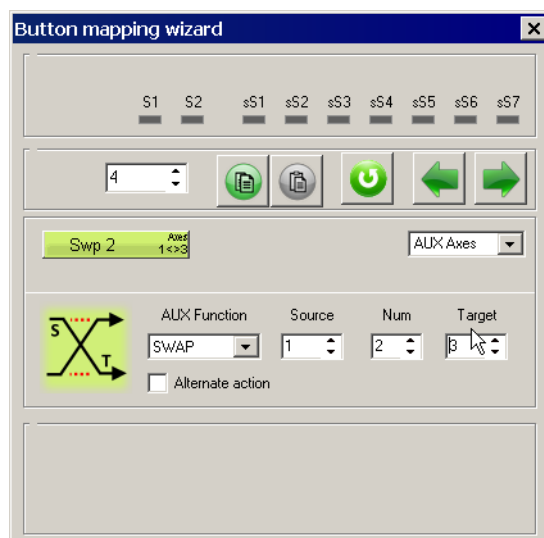 Button mapping wizard
S1 S2 sS1 sS2 sS3 sS4 sS5 sS6 sS7
4
Swp 2 Axes 1<>3
AUX Axes
AUX Function Source Num Target
S T
SWAP 1 2 3
Alternate action